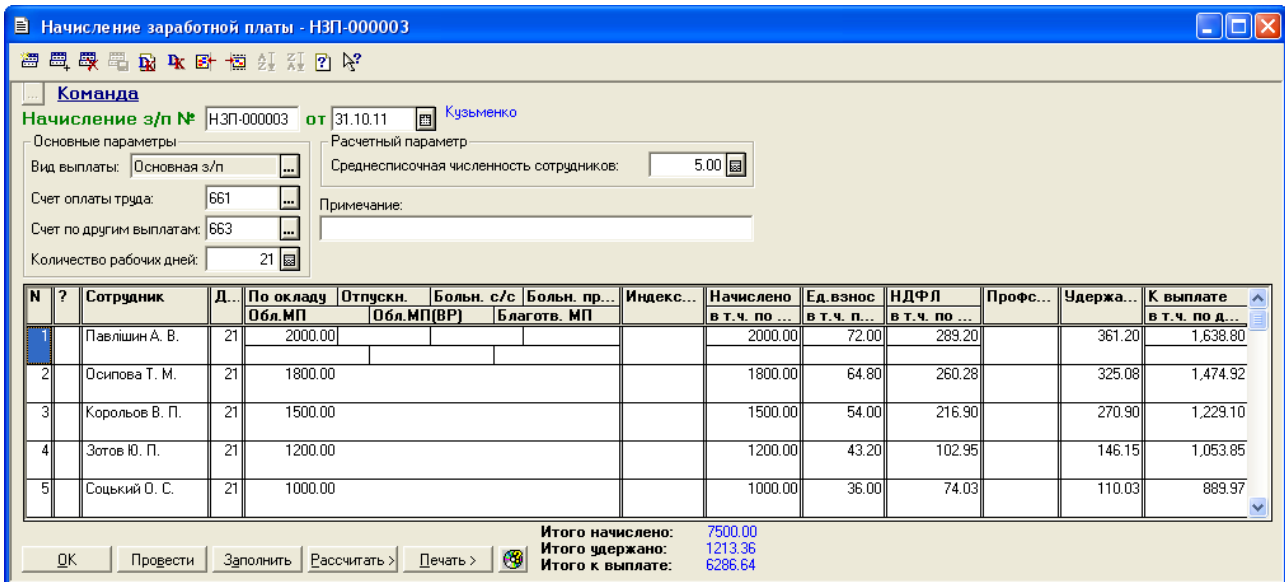 Начисление заработной платы - НЗП-000003
... Команда
Начисление з/п № НЗП-000003 от 31.10.11 Кузьменко
Основные параметры Расчетный параметр
Вид выплаты: Основная з/п ... Среднесписочная численность сотрудников: 5.00
Счет оплаты труда: 661 ... Примечание:
Счет по другим выплатам: 663 ...
Количество рабочих дней: 21
N ? Сотрудник Д... По окладу Отпускн. Больн. с/с Больн. пр... Индекс... Начислено Ед.взнос НДФЛ Профс... Удержа... К выплате
Обл.МП Обл.МП(ВР) Благотв. МП в т.ч. по ... в т.ч. п... в т.ч. по ... в т.ч. по д...
1 Павлішин А. В. 21 2000.00 2000.00 72.00 289.20 361.20 1,638.80
2 Осипова Т. М. 21 1800.00 1800.00 64.80 260.28 325.08 1,474.92
3 Корольов В. П. 21 1500.00 1500.00 54.00 216.90 270.90 1,229.10
4 Зотов Ю. П. 21 1200.00 1200.00 43.20 102.95 146.15 1,053.85
5 Соцький О. С. 21 1000.00 1000.00 36.00 74.03 110.03 889.97
Итого начислено: 7500.00
Итого удержано: 1213.36
Итого к выплате: 6286.64
OK Провести Заполнить Рассчитать > Печать >